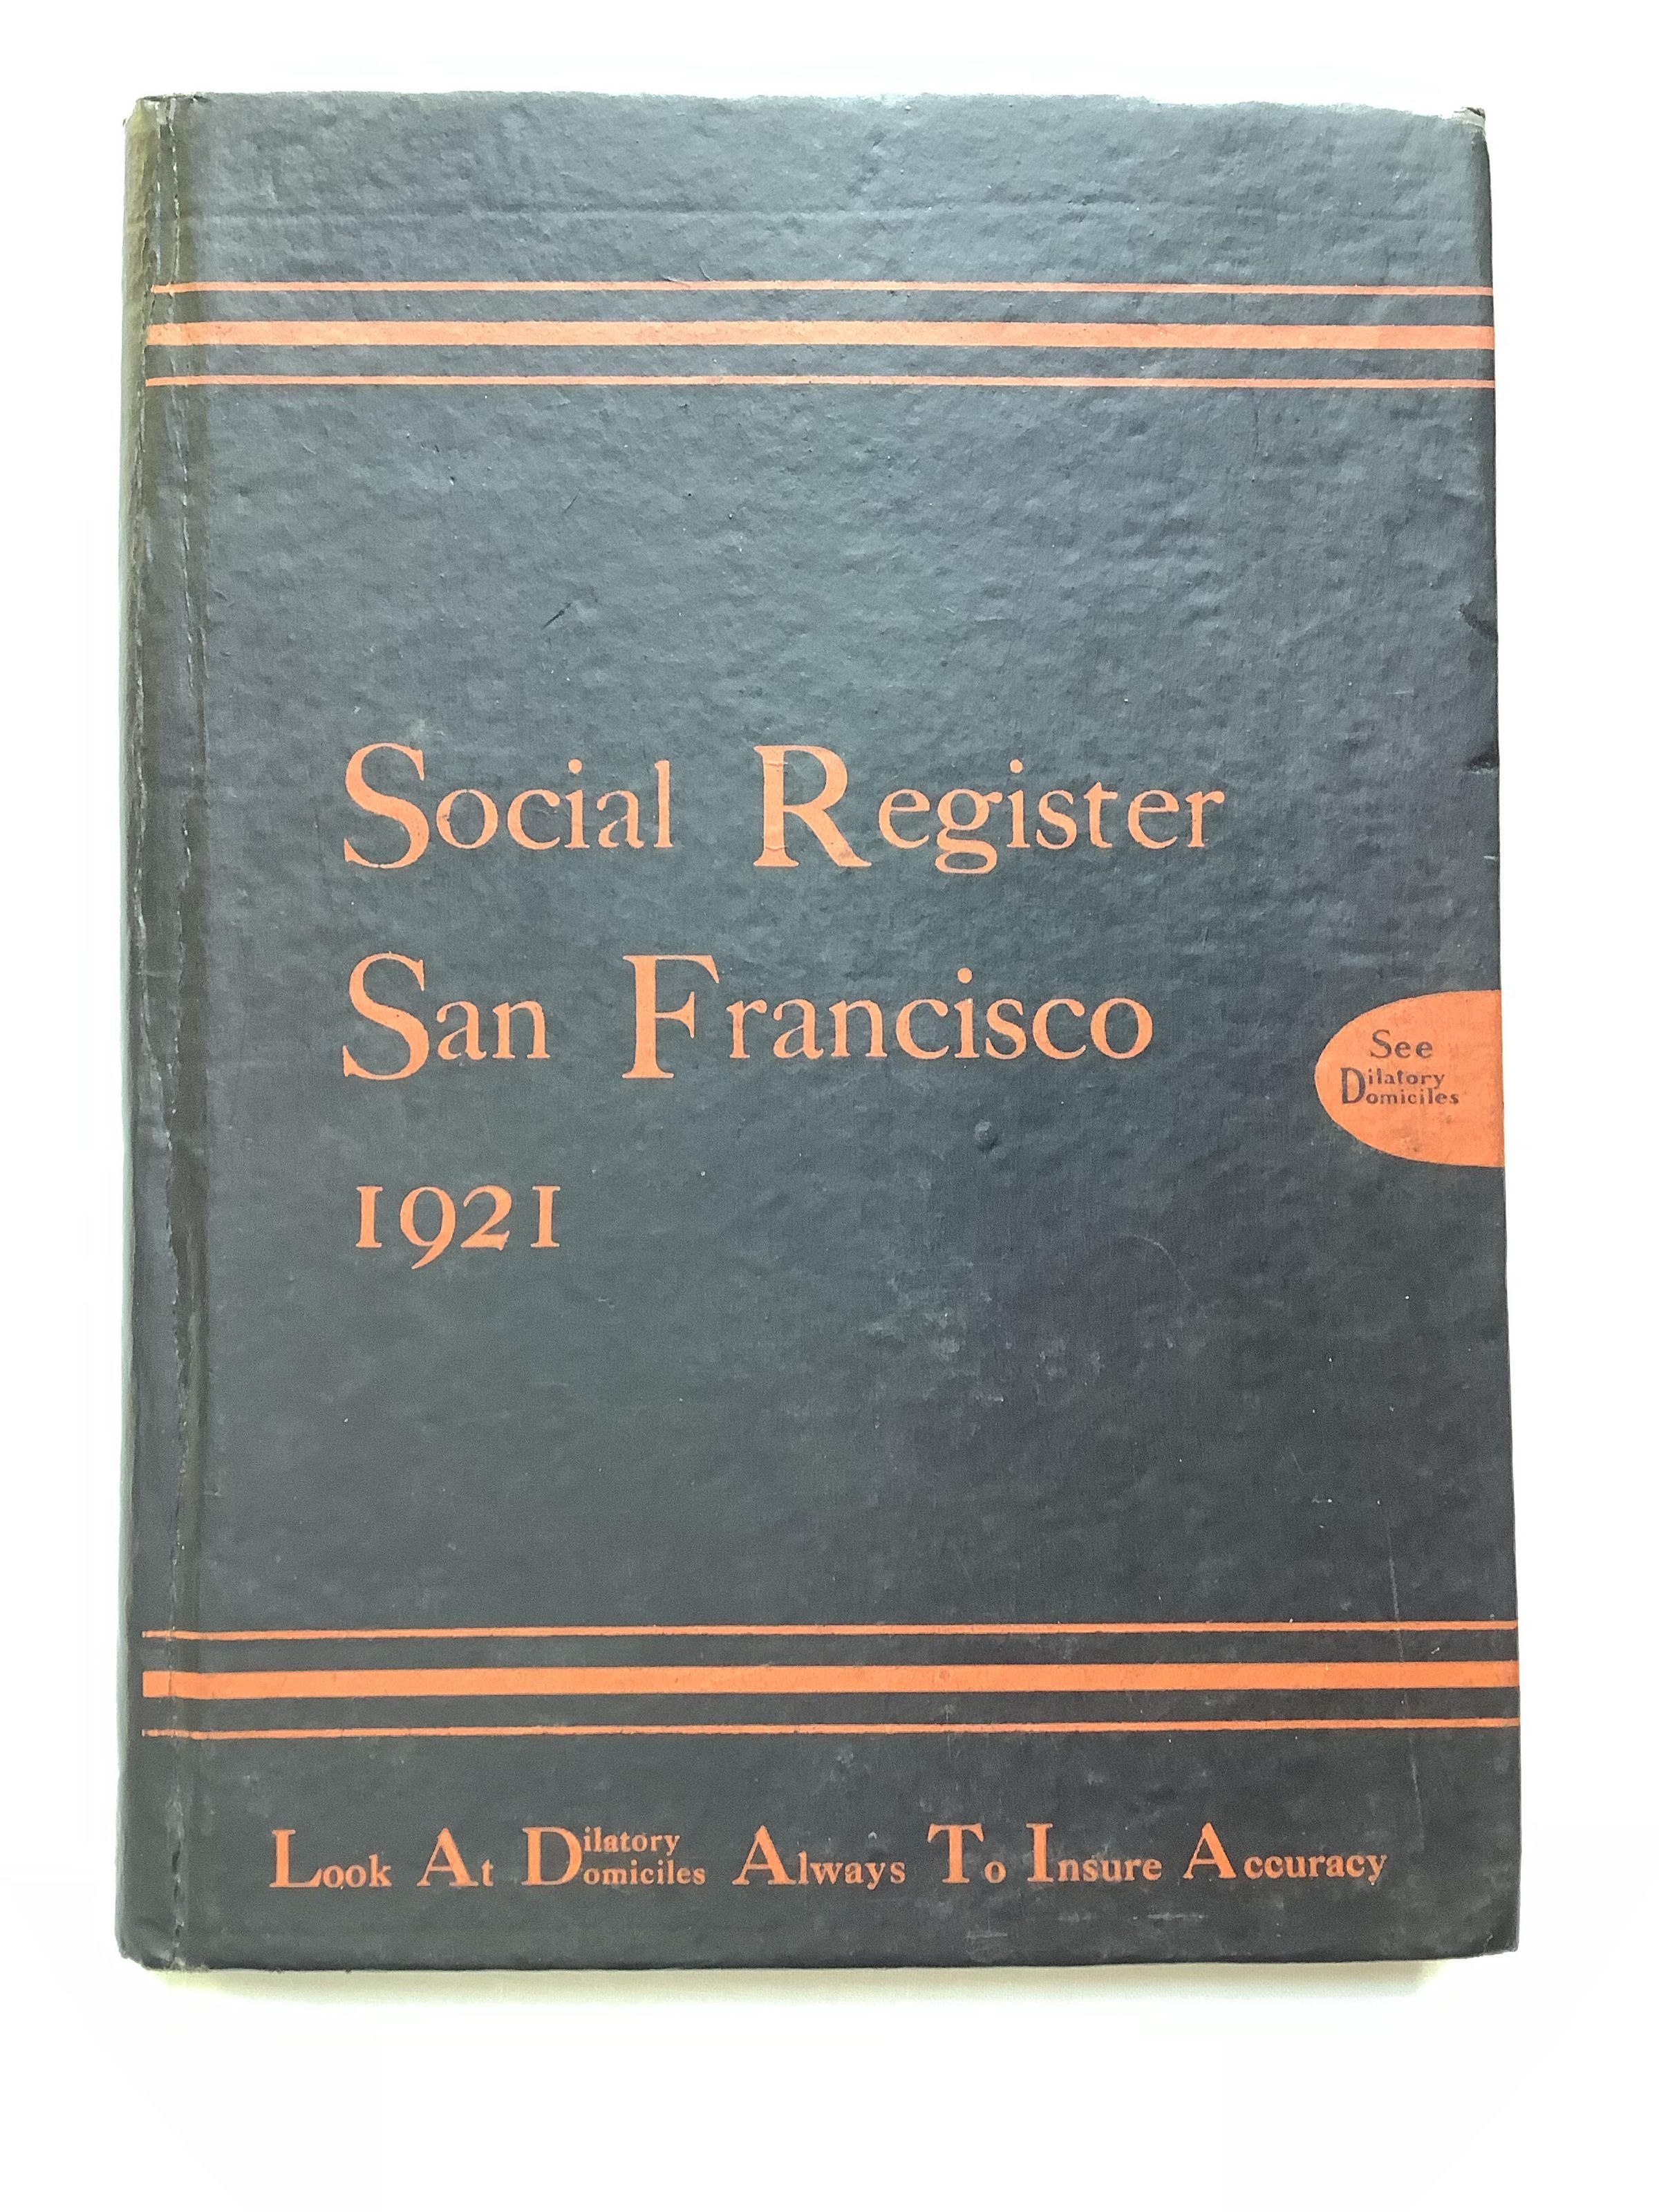 Social Register
San Francisco
See
Dilatory
Domiciles
1921
Look At Dilatory Domiciles Always To Insure Accuracy